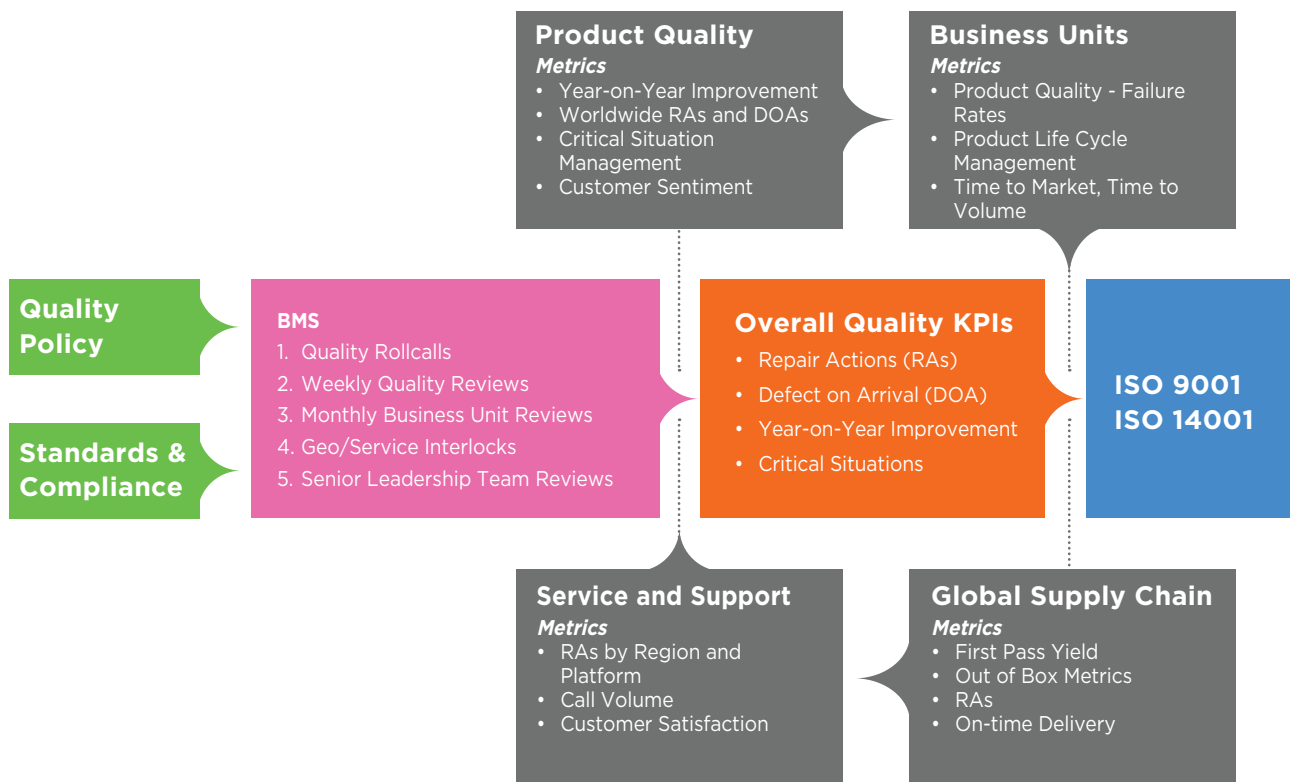 Product Quality
Metrics
• Year-on-Year Improvement
• Worldwide RAs and DOAs
• Critical Situation
Management
• Customer Sentiment
Business Units
Metrics
• Product Quality - Failure
Rates
• Product Life Cycle
Management
• Time to Market, Time to
Volume
Quality
Policy
Standards &
Compliance
BMS
1. Quality Rollcalls
2. Weekly Quality Reviews
3. Monthly Business Unit Reviews
4. Geo/Service Interlocks
5. Senior Leadership Team Reviews
Overall Quality KPIs
• Repair Actions (RAs)
• Defect on Arrival (DOA)
• Year-on-Year Improvement
• Critical Situations
ISO 9001
ISO 14001
Service and Support
Metrics
• RAs by Region and
Platform
• Call Volume
• Customer Satisfaction
Global Supply Chain
Metrics
• First Pass Yield
• Out of Box Metrics
• RAs
• On-time Delivery